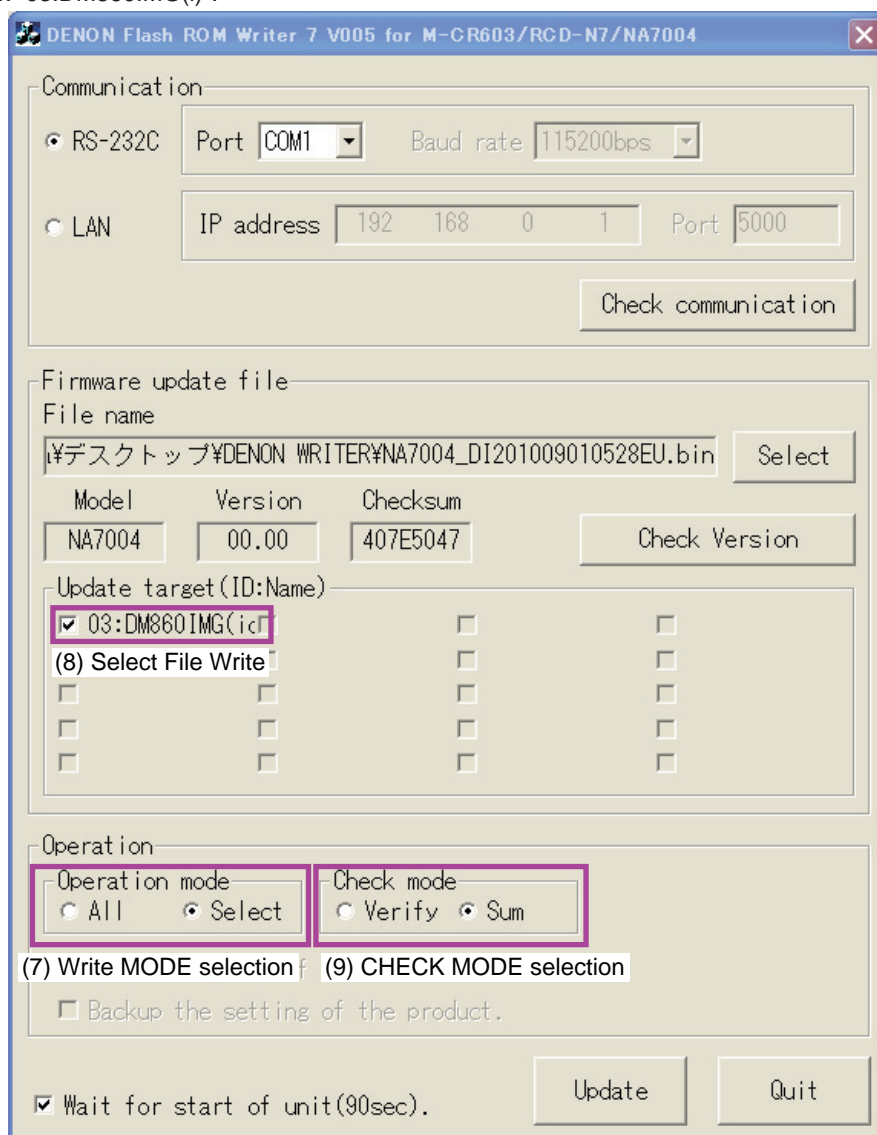 DENON Flash ROM Writer 7 V005 for M-CR603/RCD-N7/NA7004
Communication
RS-232C Port COM1 Baud rate 115200bps
LAN IP address 192 168 0 1 Port 5000
Check communication
Firmware update file
File name
¥デスクトップ¥DENON WRITER¥NA7004_DI201009010528EU.bin Select
Model Version Checksum
NA7004 00.00 407E5047 Check Version
Update target(ID:Name)
03:DM860IMG(ic
(8) Select File Write
Operation
Operation mode Check mode
All Select Verify Sum
(7) Write MODE selection (9) CHECK MODE selection
Backup the setting of the product.
Wait for start of unit(90sec). Update Quit